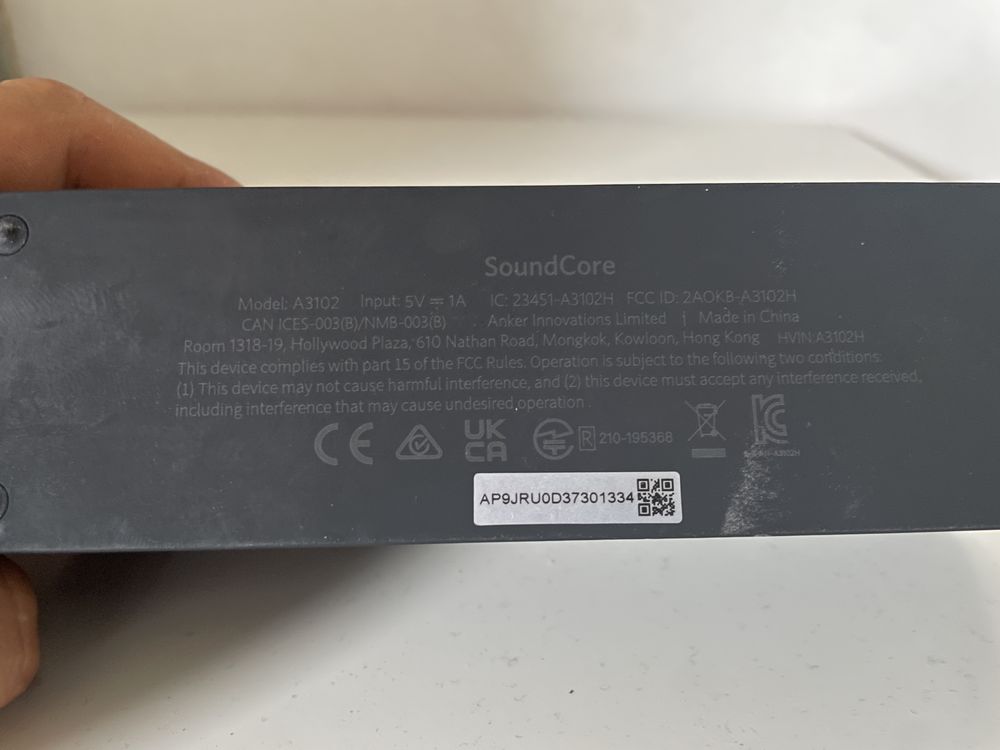 SoundCore
Model: A3102 Input: 5V ⎓ 1A IC: 23451-A3102H FCC ID: 2AOKB-A3102H
CAN ICES-003(B)/NMB-003(B) Anker Innovations Limited | Made in China
Room 1318-19, Hollywood Plaza, 610 Nathan Road, Mongkok, Kowloon, Hong Kong HVIN:A3102H
This device complies with part 15 of the FCC Rules. Operation is subject to the following two conditions:
(1) This device may not cause harmful interference, and (2) this device must accept any interference received,
including interference that may cause undesired operation.
CE UK CA R 210-195368
AP9JRU0D37301334